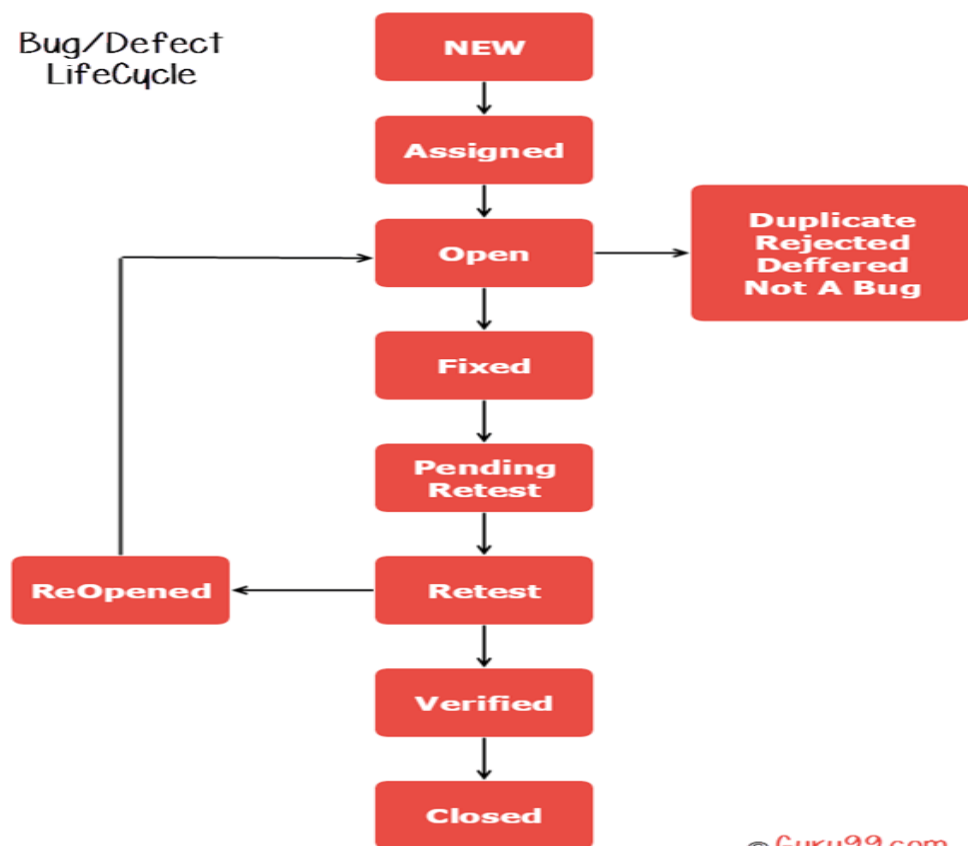 Bug/Defect
LifeCycle
NEW
Assigned
Open
Duplicate
Rejected
Deffered
Not A Bug
Fixed
Pending
Retest
ReOpened
Retest
Verified
Closed
© Guru99.com